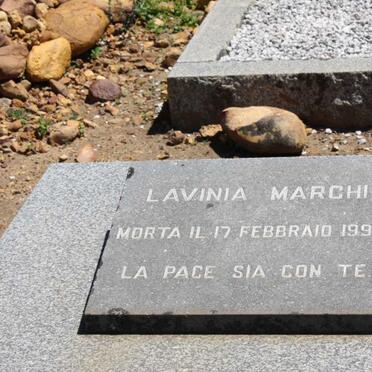 LAVINIA MARCHI
MORTA IL 17 FEBBRAIO 199
LA PACE SIA CON TE.